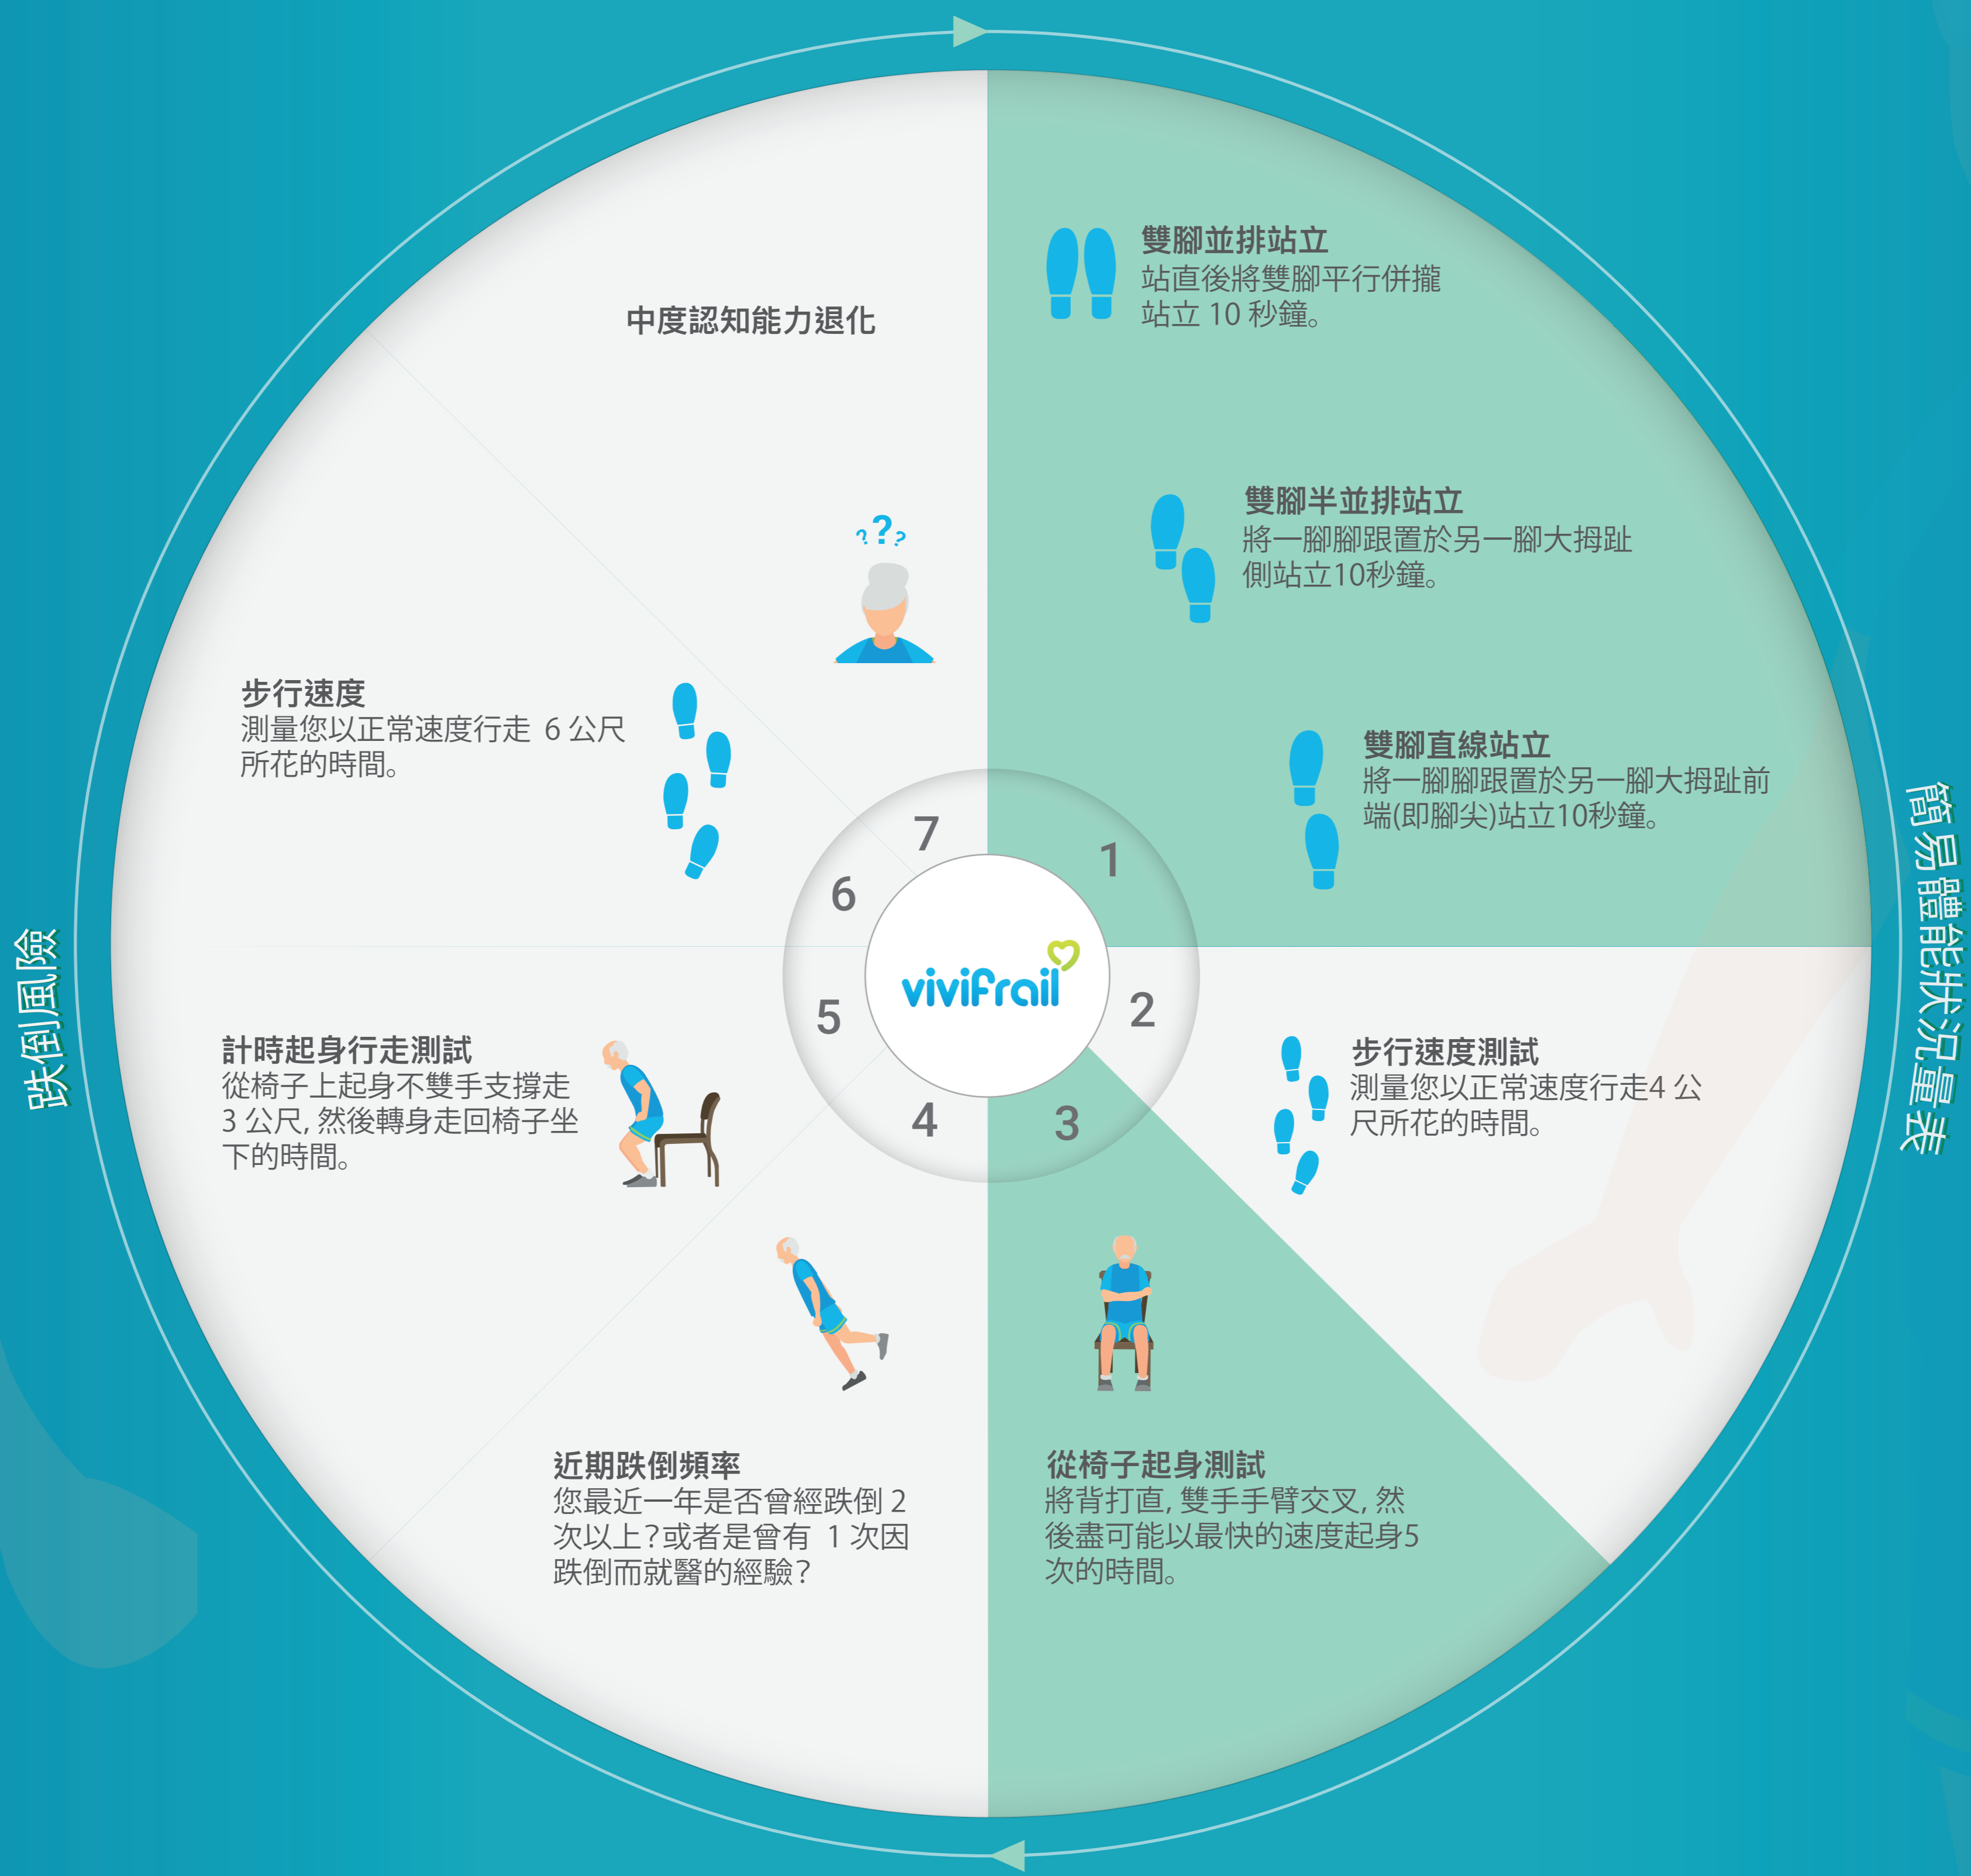 雙腳並排站立
站直後將雙腳平行併攏
站立 10 秒鐘。
雙腳半並排站立
將一腳腳跟置於另一腳大拇趾
側站立10秒鐘。
雙腳直線站立
將一腳腳跟置於另一腳大拇趾前
端(即腳尖)站立10秒鐘。
1
2
步行速度測試
測量您以正常速度行走4 公
尺所花的時間。
3
從椅子起身測試
將背打直, 雙手手臂交叉, 然
後盡可能以最快的速度起身5
次的時間。
簡易體能狀況量表
4
近期跌倒頻率
您最近一年是否曾經跌倒 2
次以上?或者是曾有 1 次因
跌倒而就醫的經驗?
5
計時起身行走測試
從椅子上起身不雙手支撐走
3 公尺, 然後轉身走回椅子坐
下的時間。
6
步行速度
測量您以正常速度行走 6 公尺
所花的時間。
7
中度認知能力退化
???
跌倒風險
vivifrail